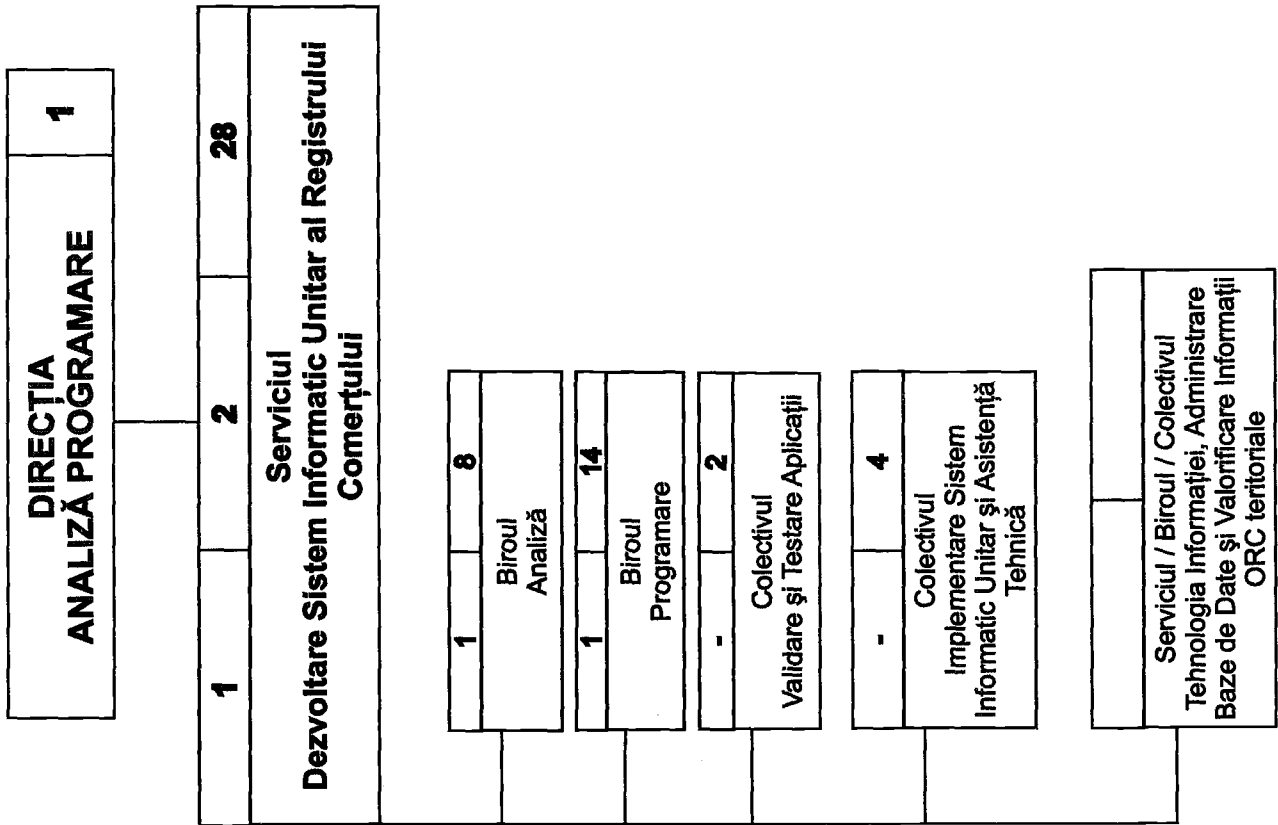 DIRECȚIA
ANALIZĂ PROGRAMARE
1
1
2
28
Serviciul
Dezvoltare Sistem Informatic Unitar al Registrului
Comerțului
1
8
Biroul
Analiză
1
14
Biroul
Programare
-
2
Colectivul
Validare și Testare Aplicații
-
4
Colectivul
Implementare Sistem
Informatic Unitar și Asistență
Tehnică
Serviciul / Biroul / Colectivul
Tehnologia Informației, Administrare
Baze de Date și Valorificare Informații
ORC teritoriale